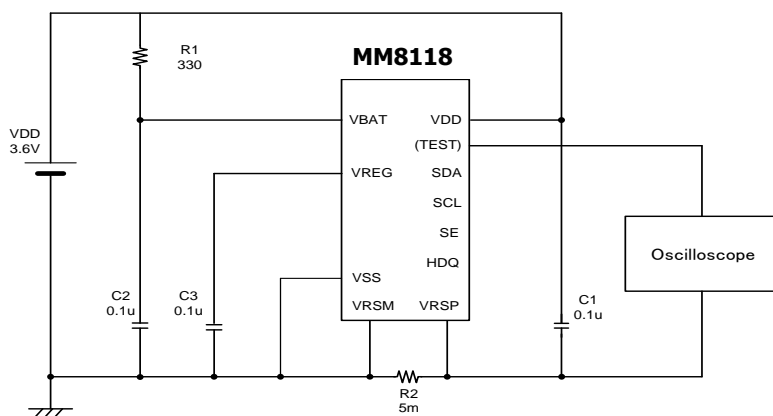 R1
330
MM8118
VDD
3.6V
VBAT
VDD
(TEST)
VREG
SDA
SCL
SE
HDQ
VSS
VRSM
VRSP
C2
0.1u
C3
0.1u
C1
0.1u
Oscilloscope
R2
5m